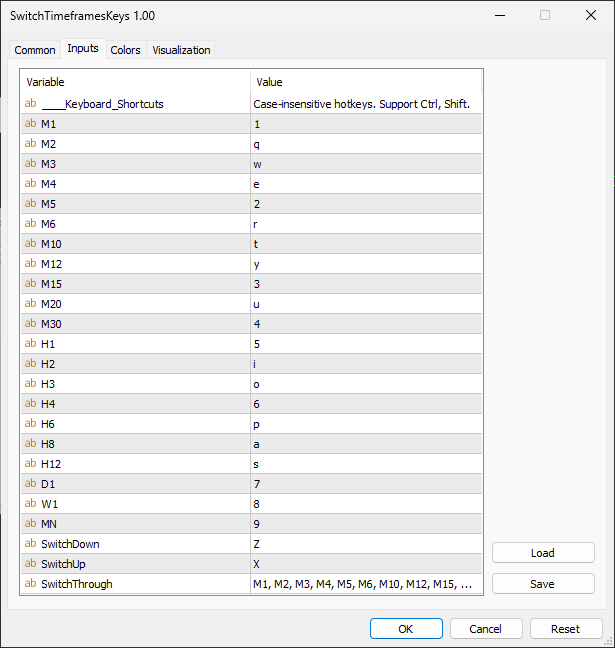 SwitchTimeframesKeys 1.00
Common Inputs Colors Visualization
Variable Value
ab ____Keyboard_Shortcuts Case-insensitive hotkeys. Support Ctrl, Shift.
ab M1 1
ab M2 q
ab M3 w
ab M4 e
ab M5 2
ab M6 r
ab M10 t
ab M12 y
ab M15 3
ab M20 u
ab M30 4
ab H1 5
ab H2 i
ab H3 o
ab H4 6
ab H6 p
ab H8 a
ab H12 s
ab D1 7
ab W1 8
ab MN 9
ab SwitchDown Z
ab SwitchUp X
ab SwitchThrough M1, M2, M3, M4, M5, M6, M10, M12, M15, ...
Load
Save
OK Cancel Reset